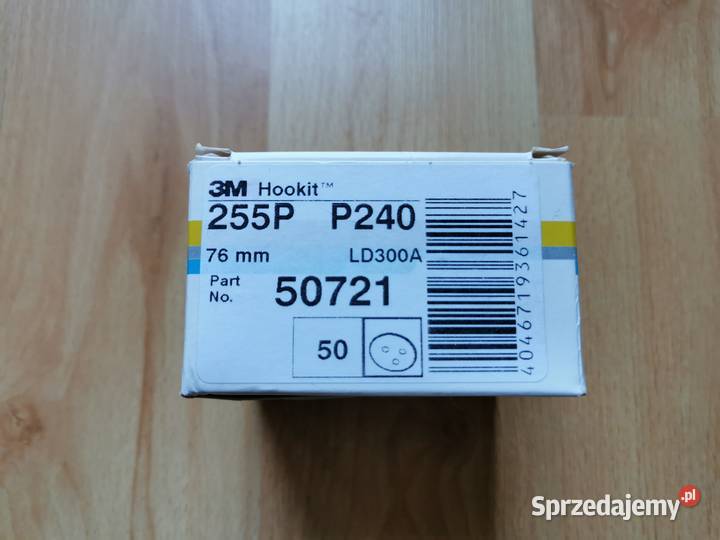 3M Hookit™
255P P240
76 mm LD300A
Part No. 50721
50
4046719361427
Sprzedajemy.pl